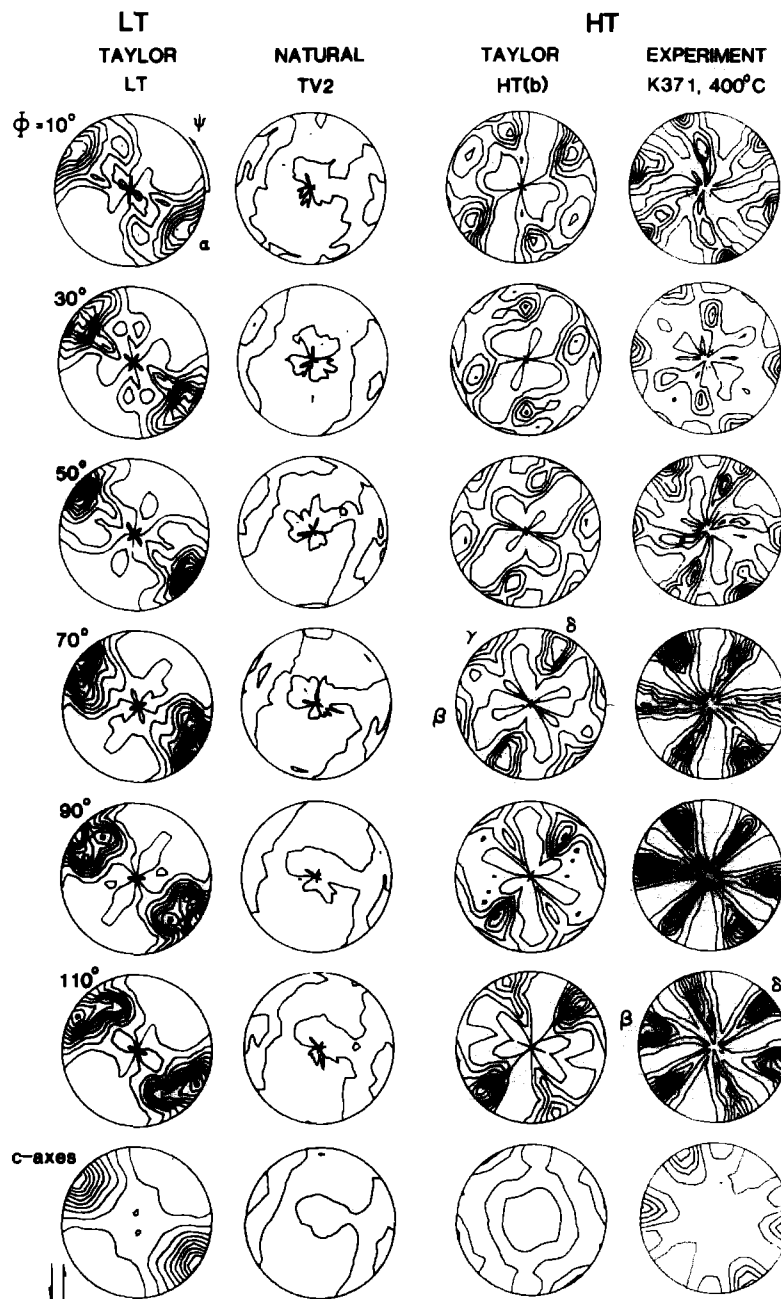 LT HT
TAYLOR NATURAL TAYLOR EXPERIMENT
LT TV2 HT(b) K371, 400°C
Φ = 10° ψ
α
30°
50°
70° γ δ
β
90°
110° β δ
c-axes